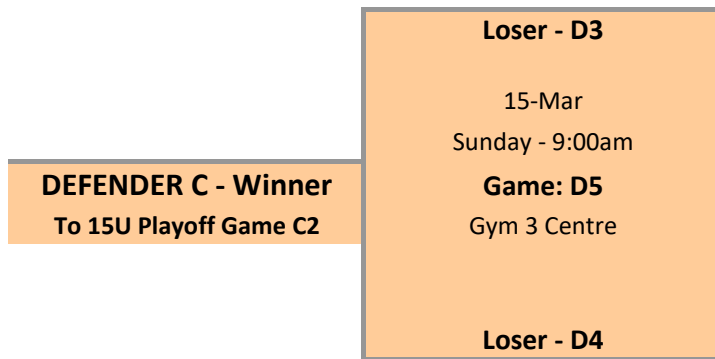 Loser - D3
15-Mar
Sunday - 9:00am
DEFENDER C - Winner
Game: D5
To 15U Playoff Game C2
Gym 3 Centre
Loser - D4